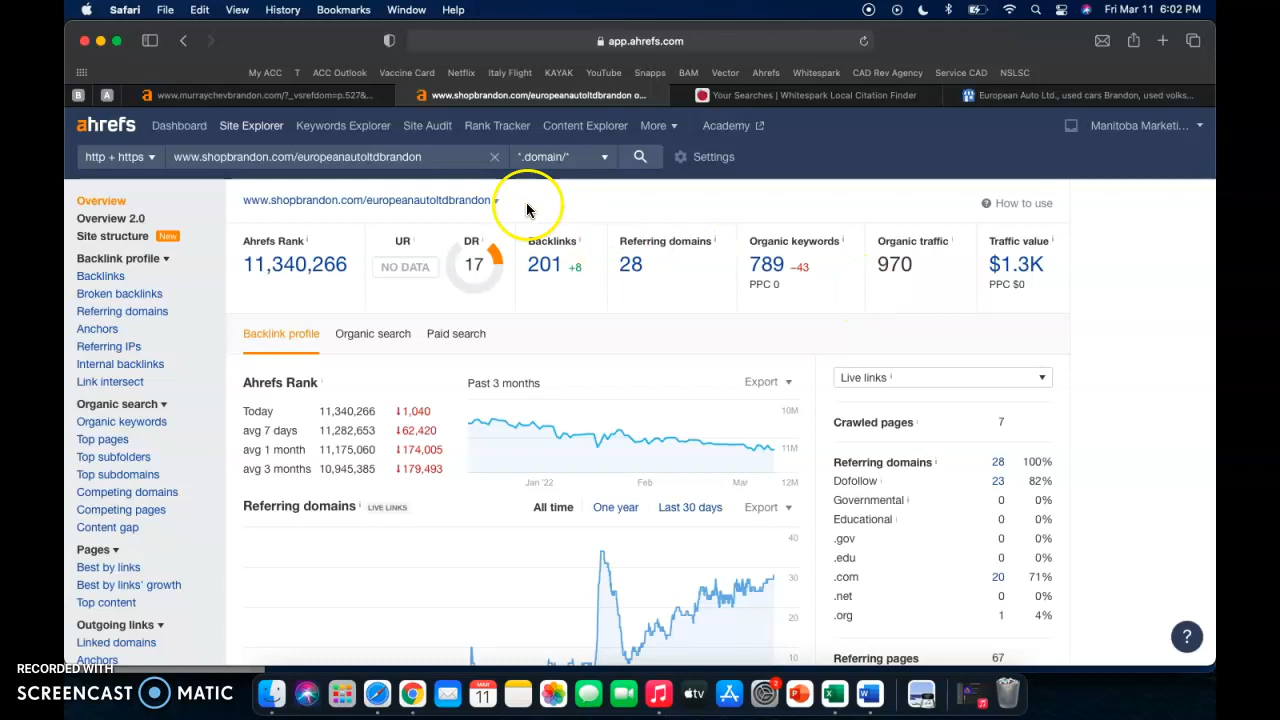 Safari File Edit View History Bookmarks Window Help Fri Mar 11 6:02 PM
app.ahrefs.com
My ACC T ACC Outlook Vaccine Card Netflix Italy Flight KAYAK YouTube Snapps BAM Vector Ahrefs Whitespark CAD Rev Agency Service CAD NSLSC
B A a www.murraychevbrandon.com/?_vsrefdom=p.527&... a www.shopbrandon.com/europeanautoltdbrandon o... Your Searches | Whitespark Local Citation Finder European Auto Ltd., used cars Brandon, used volks...
ahrefs Dashboard Site Explorer Keywords Explorer Site Audit Rank Tracker Content Explorer More Academy Manitoba Marketi...
http + https www.shopbrandon.com/europeanautoltdbrandon *.domain/* Settings
Overview
Overview 2.0
Site structure New
Backlink profile
Backlinks
Broken backlinks
Referring domains
Anchors
Referring IPs
Internal backlinks
Link intersect
Organic search
Organic keywords
Top pages
Top subfolders
Top subdomains
Competing domains
Competing pages
Content gap
Pages
Best by links
Best by links' growth
Top content
Outgoing links
Linked domains
Anchors
www.shopbrandon.com/europeanautoltdbrandon ? How to use
Ahrefs Rank i UR i DR i Backlinks i Referring domains i Organic keywords i Organic traffic i Traffic value i
11,340,266 NO DATA 17 201 +8 28 789 −43 970 $1.3K
PPC 0 PPC $0
Backlink profile Organic search Paid search
Ahrefs Rank i Past 3 months Export
Today 11,340,266 ↓1,040
avg 7 days 11,282,653 ↓62,420
avg 1 month 11,175,060 ↓174,005
avg 3 months 10,945,385 ↓179,493
10M
11M
12M
Jan '22 Feb Mar
Referring domains i LIVE LINKS All time One year Last 30 days Export
40
30
20
10
Live links i
Crawled pages i 7
Referring domains i 28 100%
Dofollow 23 82%
Governmental i 0 0%
Educational i 0 0%
.gov 0 0%
.edu 0 0%
.com 20 71%
.net 0 0%
.org 1 4%
Referring pages 67
?
RECORDED WITH
SCREENCAST MATIC
MAR
11
tv
2
P
X
W